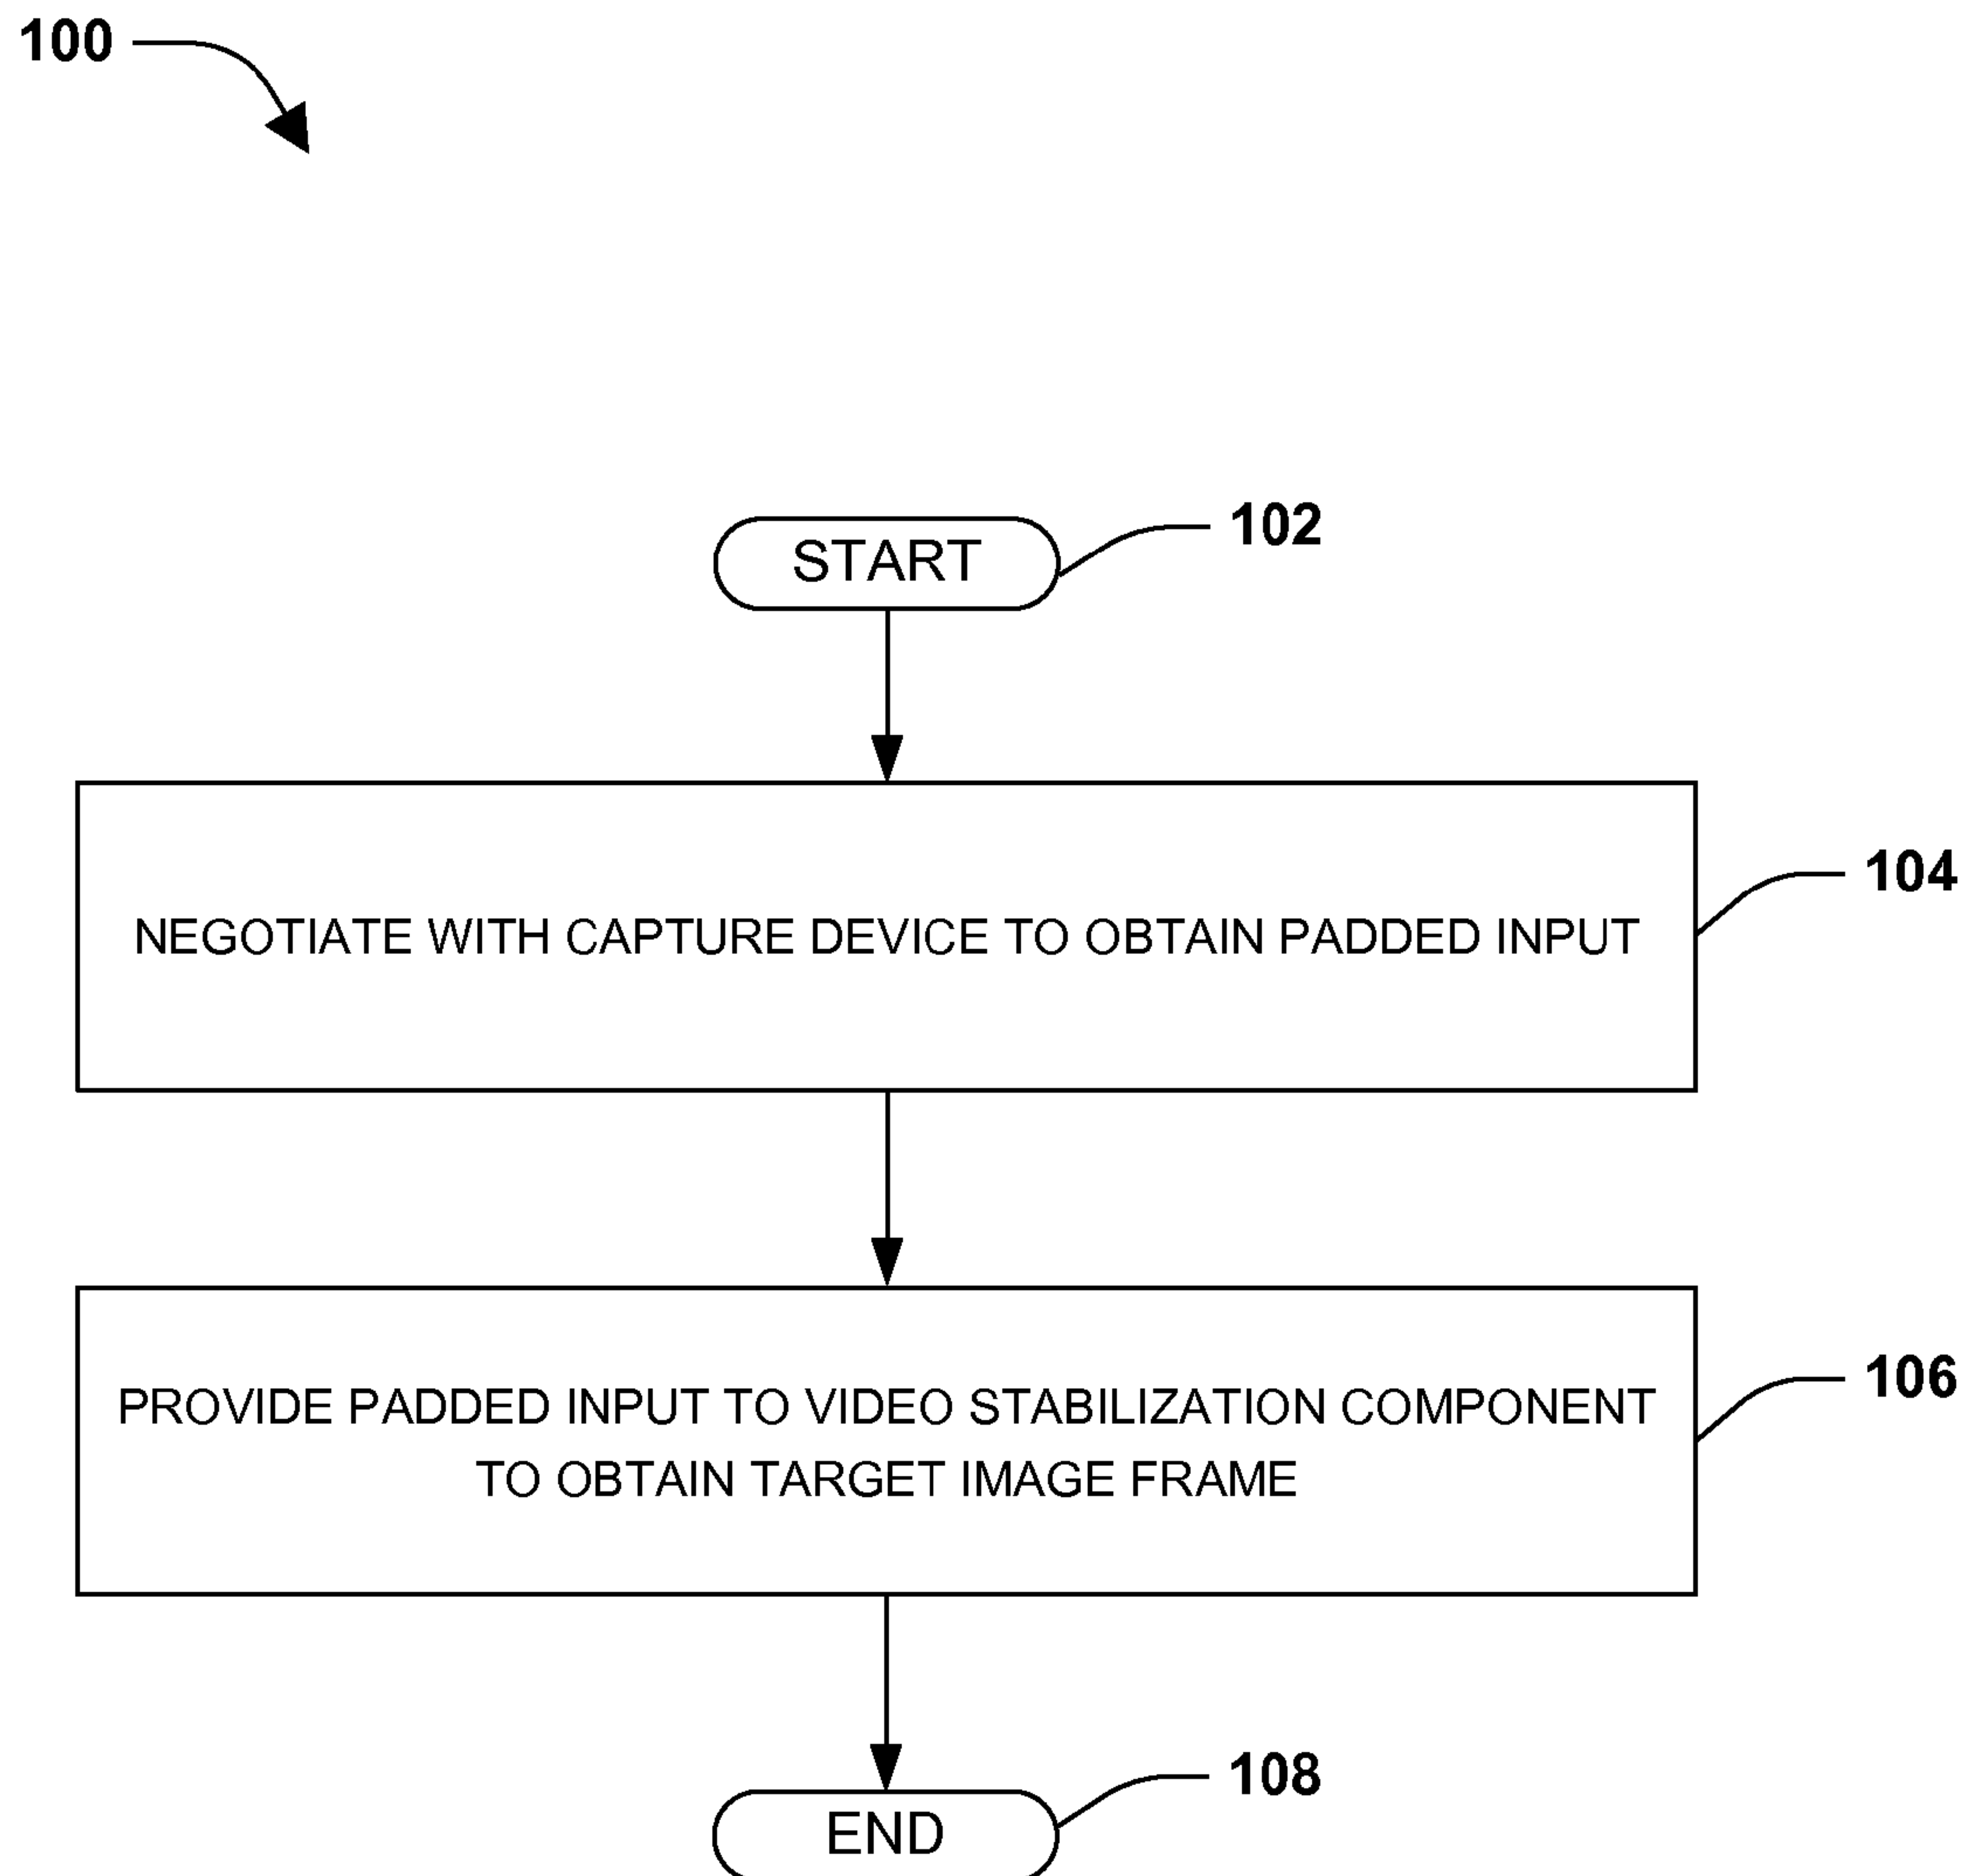 100
START
102
NEGOTIATE WITH CAPTURE DEVICE TO OBTAIN PADDED INPUT
104
PROVIDE PADDED INPUT TO VIDEO STABILIZATION COMPONENT
TO OBTAIN TARGET IMAGE FRAME
106
END
108